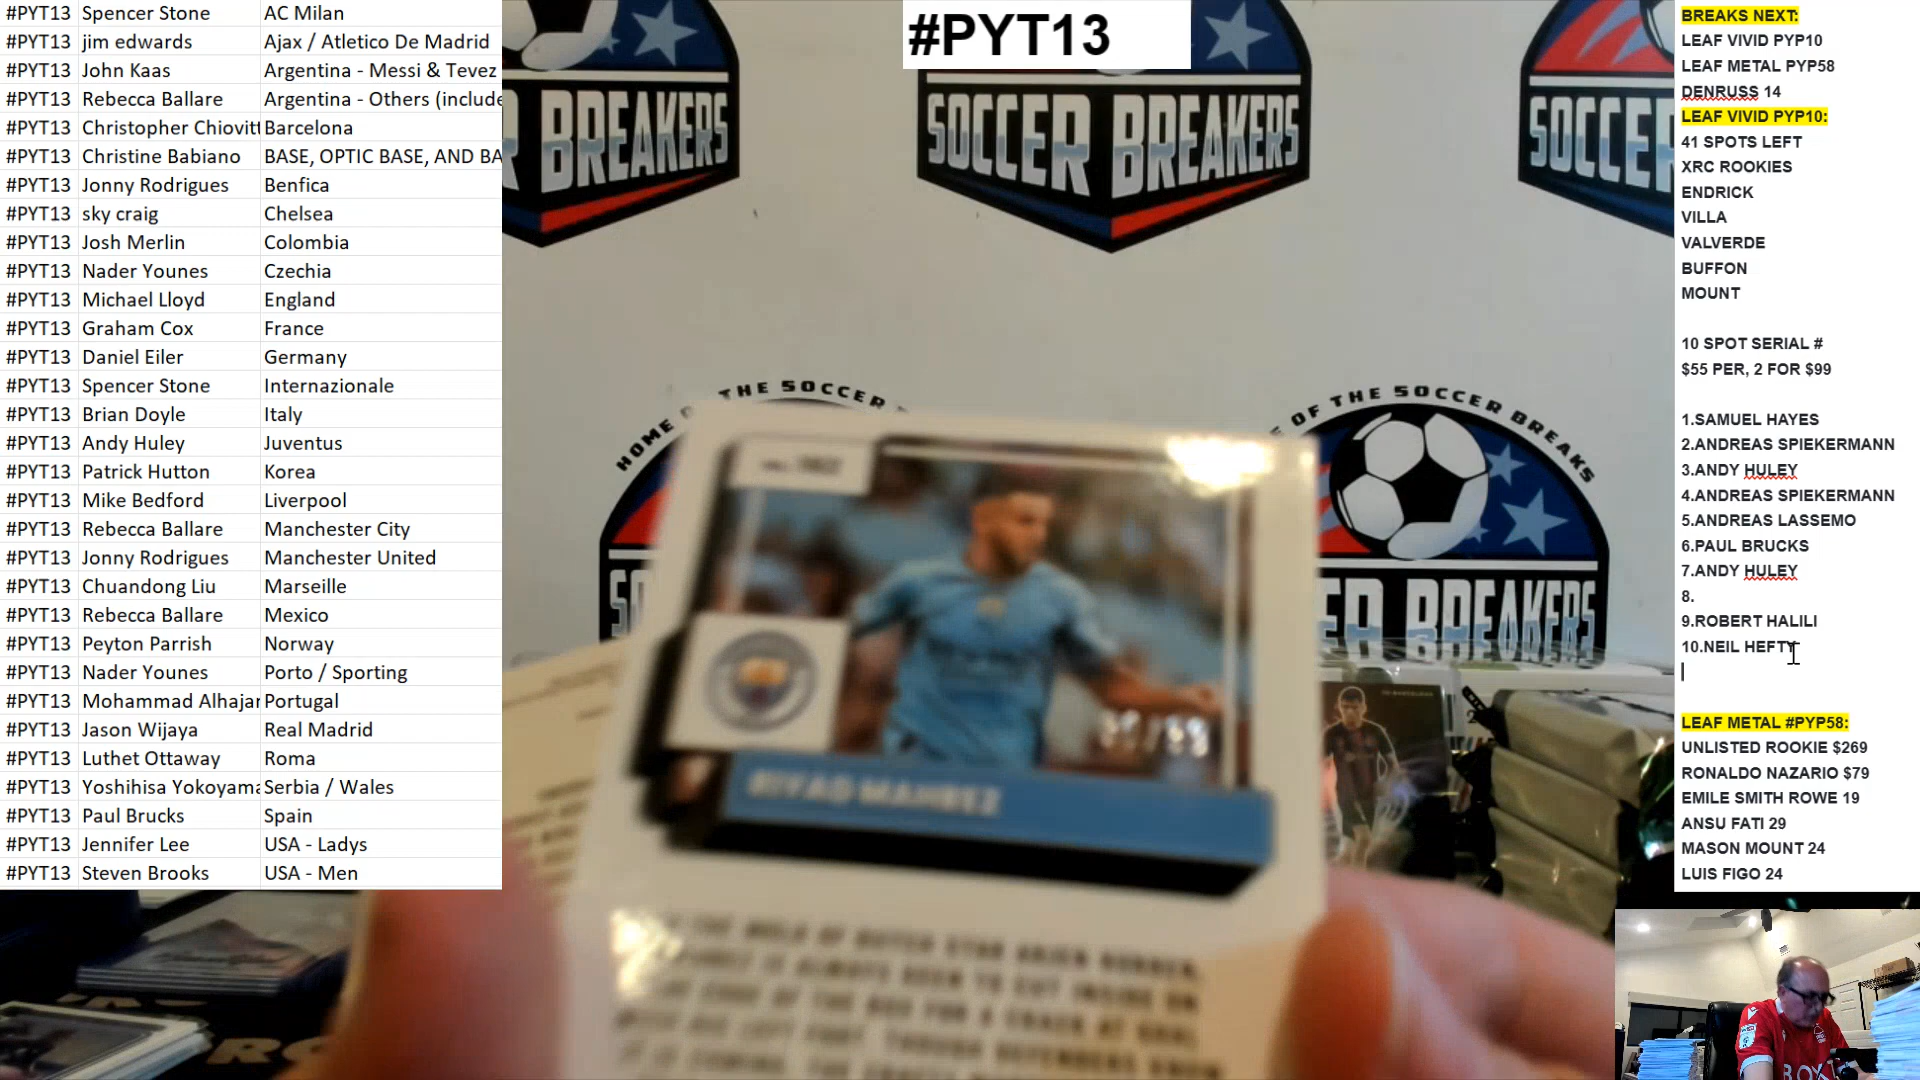 #PYT13 Spencer Stone AC Milan
#PYT13 jim edwards Ajax / Atletico De Madrid
#PYT13 John Kaas Argentina - Messi & Tevez
#PYT13 Rebecca Ballare Argentina - Others (include
#PYT13 Christopher Chiovitt Barcelona
#PYT13 Christine Babiano BASE, OPTIC BASE, AND BA
#PYT13 Jonny Rodrigues Benfica
#PYT13 sky craig Chelsea
#PYT13 Josh Merlin Colombia
#PYT13 Nader Younes Czechia
#PYT13 Michael Lloyd England
#PYT13 Graham Cox France
#PYT13 Daniel Eiler Germany
#PYT13 Spencer Stone Internazionale
#PYT13 Brian Doyle Italy
#PYT13 Andy Huley Juventus
#PYT13 Patrick Hutton Korea
#PYT13 Mike Bedford Liverpool
#PYT13 Rebecca Ballare Manchester City
#PYT13 Jonny Rodrigues Manchester United
#PYT13 Chuandong Liu Marseille
#PYT13 Rebecca Ballare Mexico
#PYT13 Peyton Parrish Norway
#PYT13 Nader Younes Porto / Sporting
#PYT13 Mohammad Alhajar Portugal
#PYT13 Jason Wijaya Real Madrid
#PYT13 Luthet Ottaway Roma
#PYT13 Yoshihisa Yokoyama Serbia / Wales
#PYT13 Paul Brucks Spain
#PYT13 Jennifer Lee USA - Ladys
#PYT13 Steven Brooks USA - Men
#PYT13
R BREAKERS
SOCCER BREAKERS
SOCCER
HOME OF THE SOCCER
OF THE SOCCER BREAKS
RIYAD MAHREZ
BREAKS NEXT:
LEAF VIVID PYP10
LEAF METAL PYP58
DENRUSS 14
LEAF VIVID PYP10:
41 SPOTS LEFT
XRC ROOKIES
ENDRICK
VILLA
VALVERDE
BUFFON
MOUNT
10 SPOT SERIAL #
$55 PER, 2 FOR $99
1.SAMUEL HAYES
2.ANDREAS SPIEKERMANN
3.ANDY HULEY
4.ANDREAS SPIEKERMANN
5.ANDREAS LASSEMO
6.PAUL BRUCKS
7.ANDY HULEY
8.
9.ROBERT HALILI
10.NEIL HEFTY
LEAF METAL #PYP58:
UNLISTED ROOKIE $269
RONALDO NAZARIO $79
EMILE SMITH ROWE 19
ANSU FATI 29
MASON MOUNT 24
LUIS FIGO 24